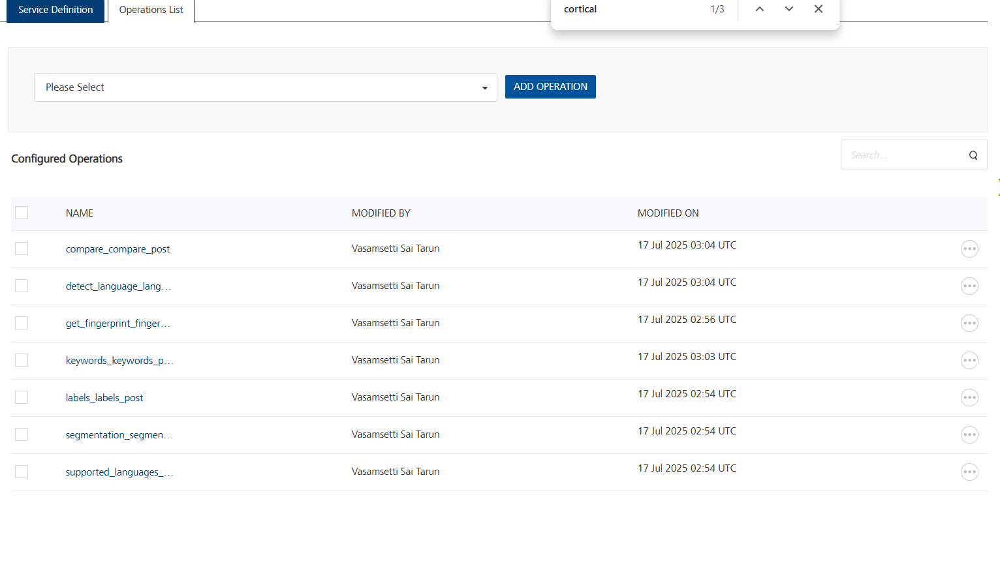 Service Definition
Operations List
cortical 1/3
Please Select
ADD OPERATION
Configured Operations
Search...
NAME MODIFIED BY MODIFIED ON
compare_compare_post Vasamsetti Sai Tarun 17 Jul 2025 03:04 UTC
detect_language_lang... Vasamsetti Sai Tarun 17 Jul 2025 03:04 UTC
get_fingerprint_finger... Vasamsetti Sai Tarun 17 Jul 2025 02:56 UTC
keywords_keywords_p... Vasamsetti Sai Tarun 17 Jul 2025 03:03 UTC
labels_labels_post Vasamsetti Sai Tarun 17 Jul 2025 02:54 UTC
segmentation_segmen... Vasamsetti Sai Tarun 17 Jul 2025 02:54 UTC
supported_languages_... Vasamsetti Sai Tarun 17 Jul 2025 02:54 UTC